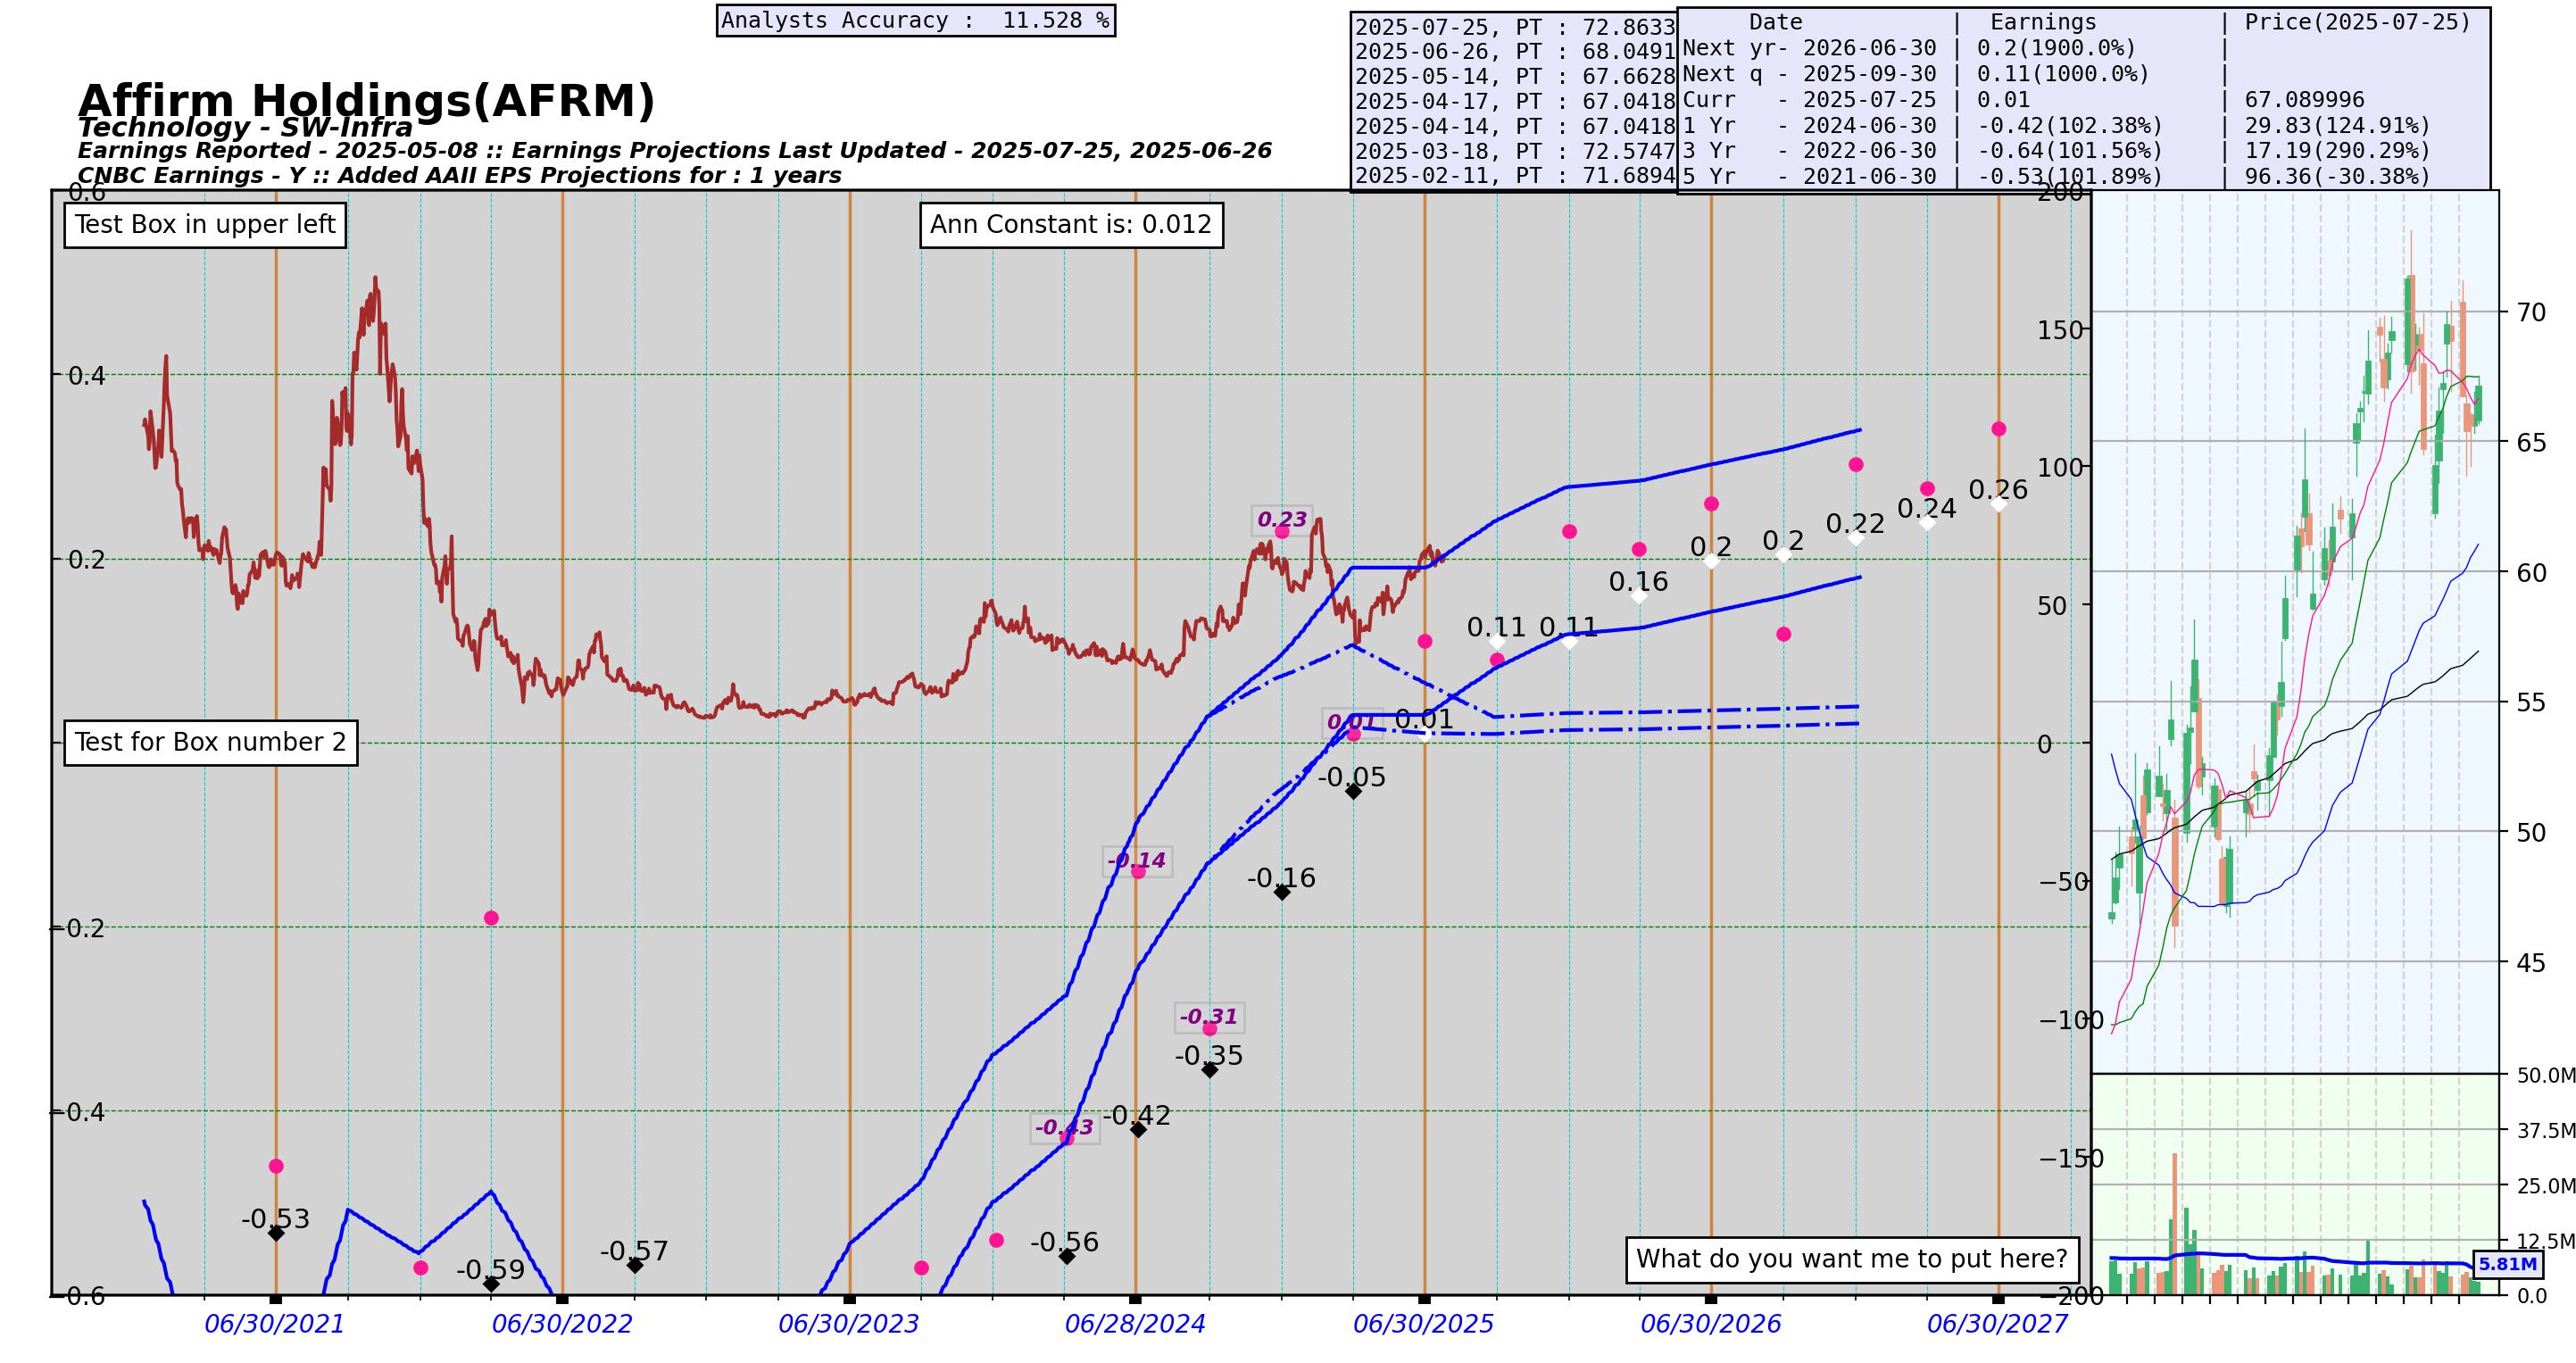 Analysts Accuracy :  11.528 %
Affirm Holdings(AFRM)
Technology - SW-Infra
Earnings Reported - 2025-05-08 :: Earnings Projections Last Updated - 2025-07-25, 2025-06-26
CNBC Earnings - Y :: Added AAII EPS Projections for : 1 years
2025-07-25, PT : 72.8633
2025-06-26, PT : 68.0491
2025-05-14, PT : 67.6628
2025-04-17, PT : 67.0418
2025-04-14, PT : 67.0418
2025-03-18, PT : 72.5747
2025-02-11, PT : 71.6894
Date | Earnings | Price(2025-07-25)
Next yr- 2026-06-30 | 0.2(1900.0%) |
Next q - 2025-09-30 | 0.11(1000.0%) |
Curr - 2025-07-25 | 0.01 | 67.089996
1 Yr - 2024-06-30 | -0.42(102.38%) | 29.83(124.91%)
3 Yr - 2022-06-30 | -0.64(101.56%) | 17.19(290.29%)
5 Yr - 2021-06-30 | -0.53(101.89%) | 96.36(-30.38%)
Test Box in upper left
Ann Constant is: 0.012
Test for Box number 2
What do you want me to put here?
0.6
0.4
0.2
−0.2
−0.4
−0.6
-0.53
-0.59
-0.57
-0.56
-0.43
-0.42
-0.14
-0.31
-0.35
0.23
-0.16
0.01
-0.05
0.01
0.11
0.11
0.16
0.2
0.2
0.22
0.24
0.26
200
150
100
50
0
−50
−100
−150
−200
70
65
60
55
50
45
50.0M
37.5M
25.0M
12.5M
5.81M
0.0
06/30/2021
06/30/2022
06/30/2023
06/28/2024
06/30/2025
06/30/2026
06/30/2027